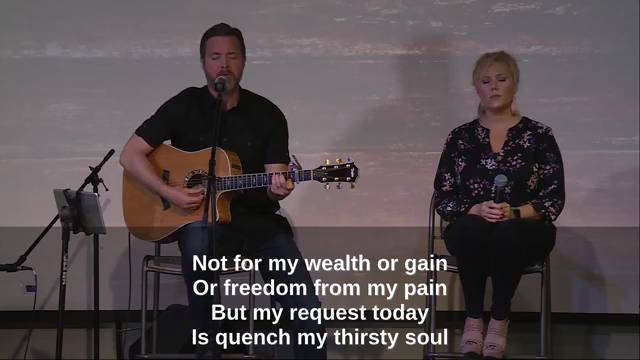 Not for my wealth or gain
Or freedom from my pain
But my request today
Is quench my thirsty soul